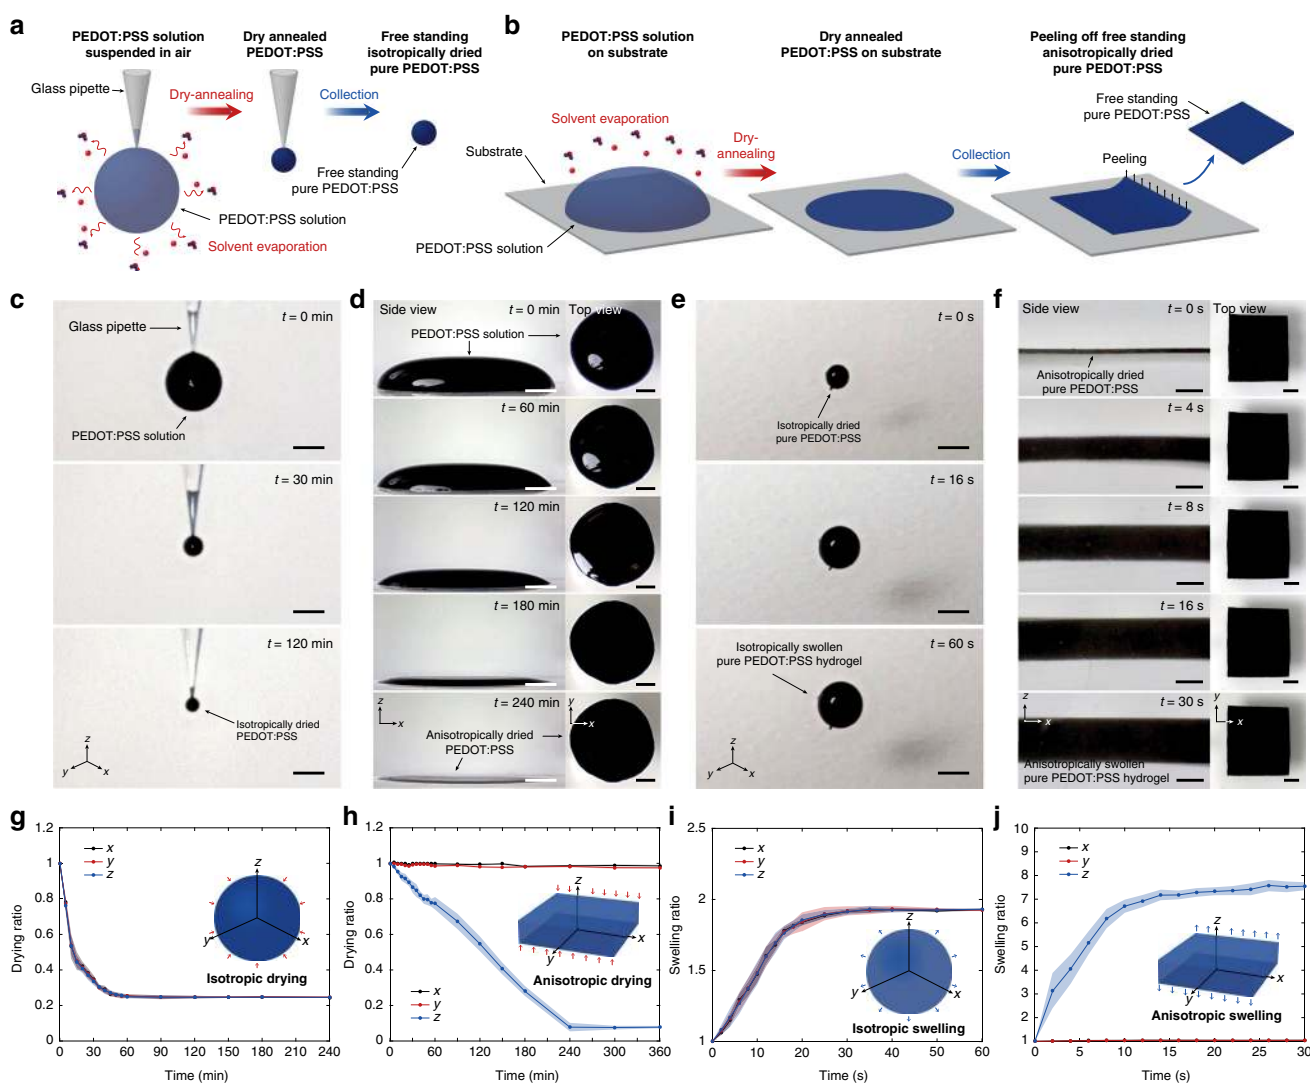 a
PEDOT:PSS solution
suspended in air
Dry annealed
PEDOT:PSS
Free standing
isotropically dried
pure PEDOT:PSS
Glass pipette
Dry-annealing
Collection
Free standing
pure PEDOT:PSS
PEDOT:PSS solution
Solvent evaporation
b
PEDOT:PSS solution
on substrate
Dry annealed
PEDOT:PSS on substrate
Peeling off free standing
anisotropically dried
pure PEDOT:PSS
Solvent evaporation
Substrate
Dry-
annealing
PEDOT:PSS solution
Collection
Peeling
Free standing
pure PEDOT:PSS
c
t = 0 min
Glass pipette
PEDOT:PSS solution
t = 30 min
t = 120 min
Isotropically dried
PEDOT:PSS
z
y
x
d
Side view
t = 0 min
Top view
PEDOT:PSS solution
t = 60 min
t = 120 min
t = 180 min
t = 240 min
z
x
y
x
Anisotropically dried
PEDOT:PSS
e
t = 0 s
Isotropically dried
pure PEDOT:PSS
t = 16 s
t = 60 s
Isotropically swollen
pure PEDOT:PSS hydrogel
z
y
x
f
Side view
t = 0 s
Top view
Anisotropically dried
pure PEDOT:PSS
t = 4 s
t = 8 s
t = 16 s
t = 30 s
z
x
y
x
Anisotropically swollen
pure PEDOT:PSS hydrogel
g
1.2
1
0.8
0.6
0.4
0.2
0
Drying ratio
x
y
z
z
y
x
Isotropic drying
0
30
60
90
120
150
180
210
240
Time (min)
h
1.2
1
0.8
0.6
0.4
0.2
0
Drying ratio
z
x
y
Anisotropic drying
x
y
z
0
60
120
180
240
300
360
Time (min)
i
2.5
2
1.5
1
Swelling ratio
x
y
z
z
y
x
Isotropic swelling
0
10
20
30
40
50
60
Time (s)
j
10
9
8
7
6
5
4
3
2
1
Swelling ratio
x
y
z
z
x
y
Anisotropic swelling
0
5
10
15
20
25
30
Time (s)